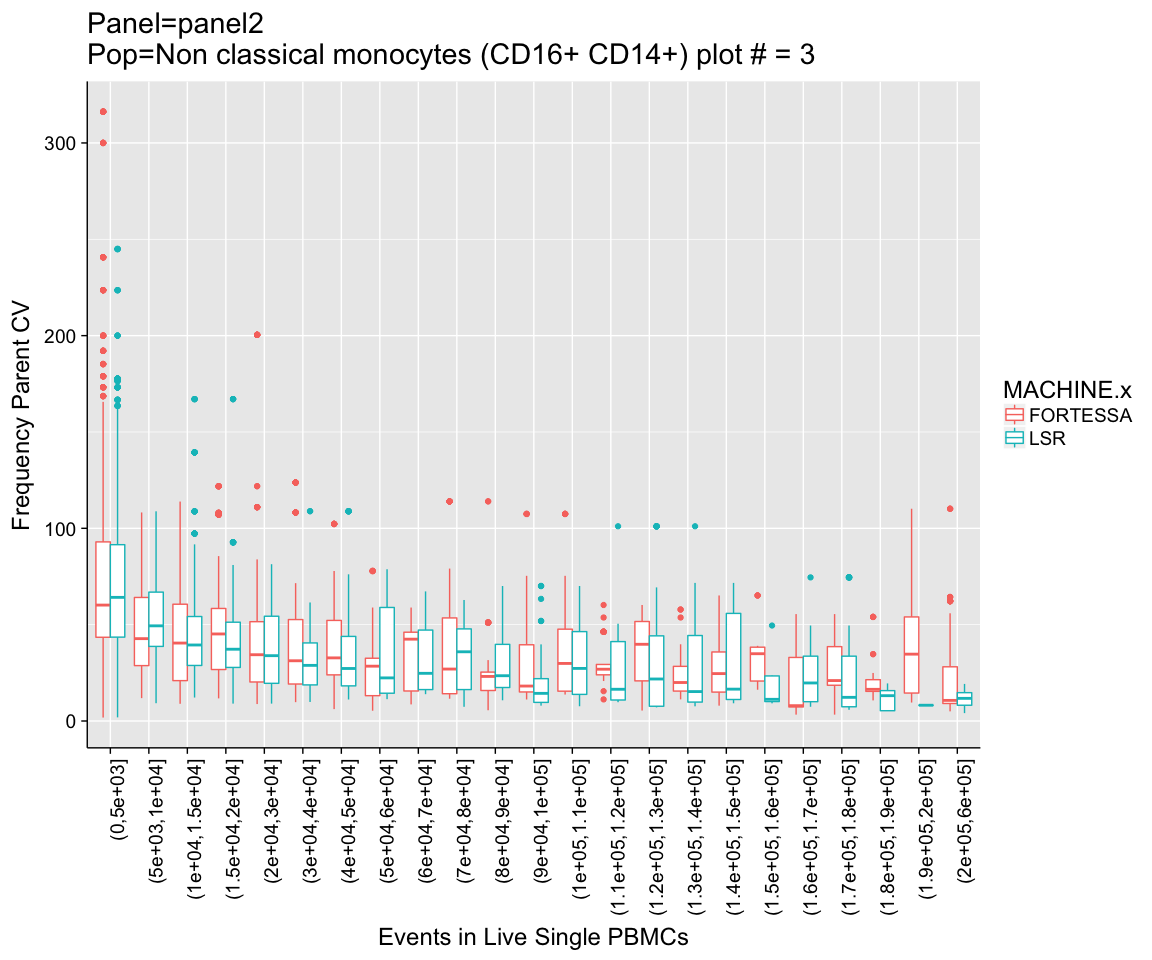 Panel=panel2
Pop=Non classical monocytes (CD16+ CD14+) plot # = 3
Frequency Parent CV
300
200
100
0
MACHINE.x
FORTESSA
LSR
(0,5e+03]
(5e+03,1e+04]
(1e+04,1.5e+04]
(1.5e+04,2e+04]
(2e+04,3e+04]
(3e+04,4e+04]
(4e+04,5e+04]
(5e+04,6e+04]
(6e+04,7e+04]
(7e+04,8e+04]
(8e+04,9e+04]
(9e+04,1e+05]
(1e+05,1.1e+05]
(1.1e+05,1.2e+05]
(1.2e+05,1.3e+05]
(1.3e+05,1.4e+05]
(1.4e+05,1.5e+05]
(1.5e+05,1.6e+05]
(1.6e+05,1.7e+05]
(1.7e+05,1.8e+05]
(1.8e+05,1.9e+05]
(1.9e+05,2e+05]
(2e+05,6e+05]
Events in Live Single PBMCs